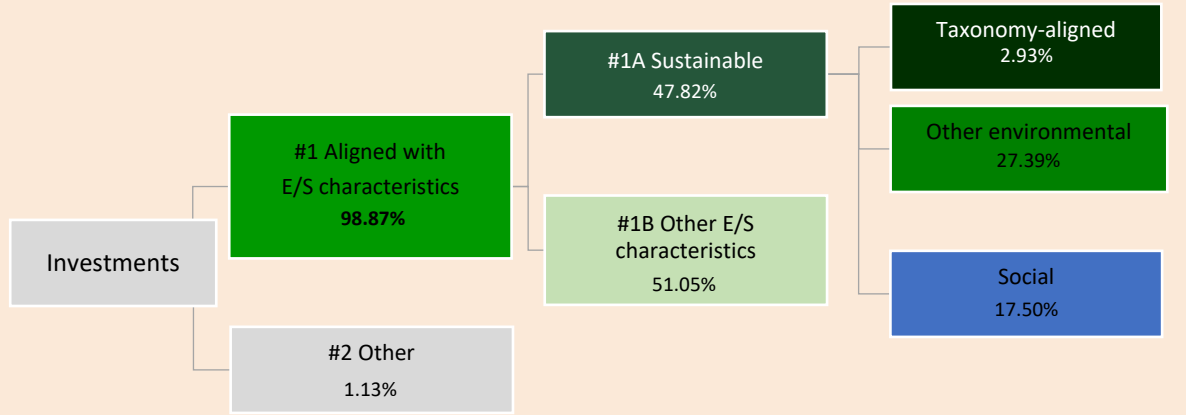 Investments
#1 Aligned with
E/S characteristics
98.87%
#2 Other
1.13%
#1A Sustainable
47.82%
#1B Other E/S
characteristics
51.05%
Taxonomy-aligned
2.93%
Other environmental
27.39%
Social
17.50%